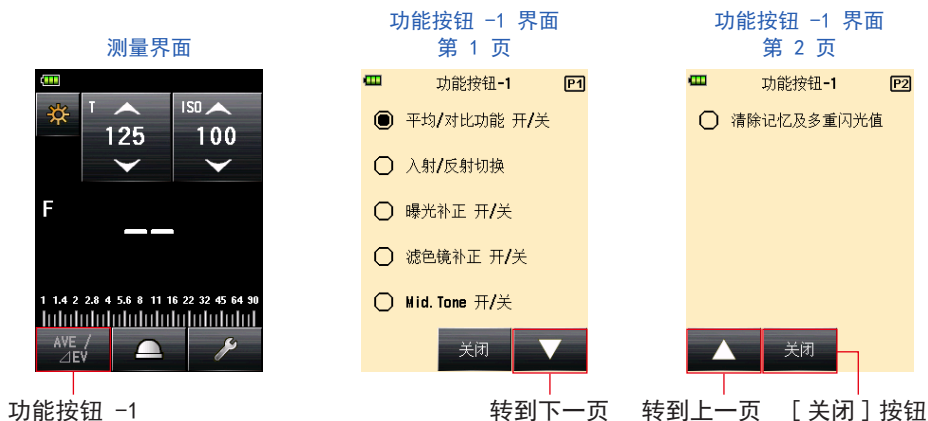 测量界面
T
125
ISO
100
F
1 1.4 2 2.8 4 5.6 8 11 16 22 32 45 64 90
AVE /
⊿EV
功能按钮 -1
功能按钮 -1 界面
第 1 页
功能按钮-1
P1
平均/对比功能 开/关
入射/反射切换
曝光补正 开/关
滤色镜补正 开/关
Mid.Tone 开/关
关闭
转到下一页
功能按钮 -1 界面
第 2 页
功能按钮-1
P2
清除记忆及多重闪光值
关闭
转到上一页
[ 关闭 ] 按钮